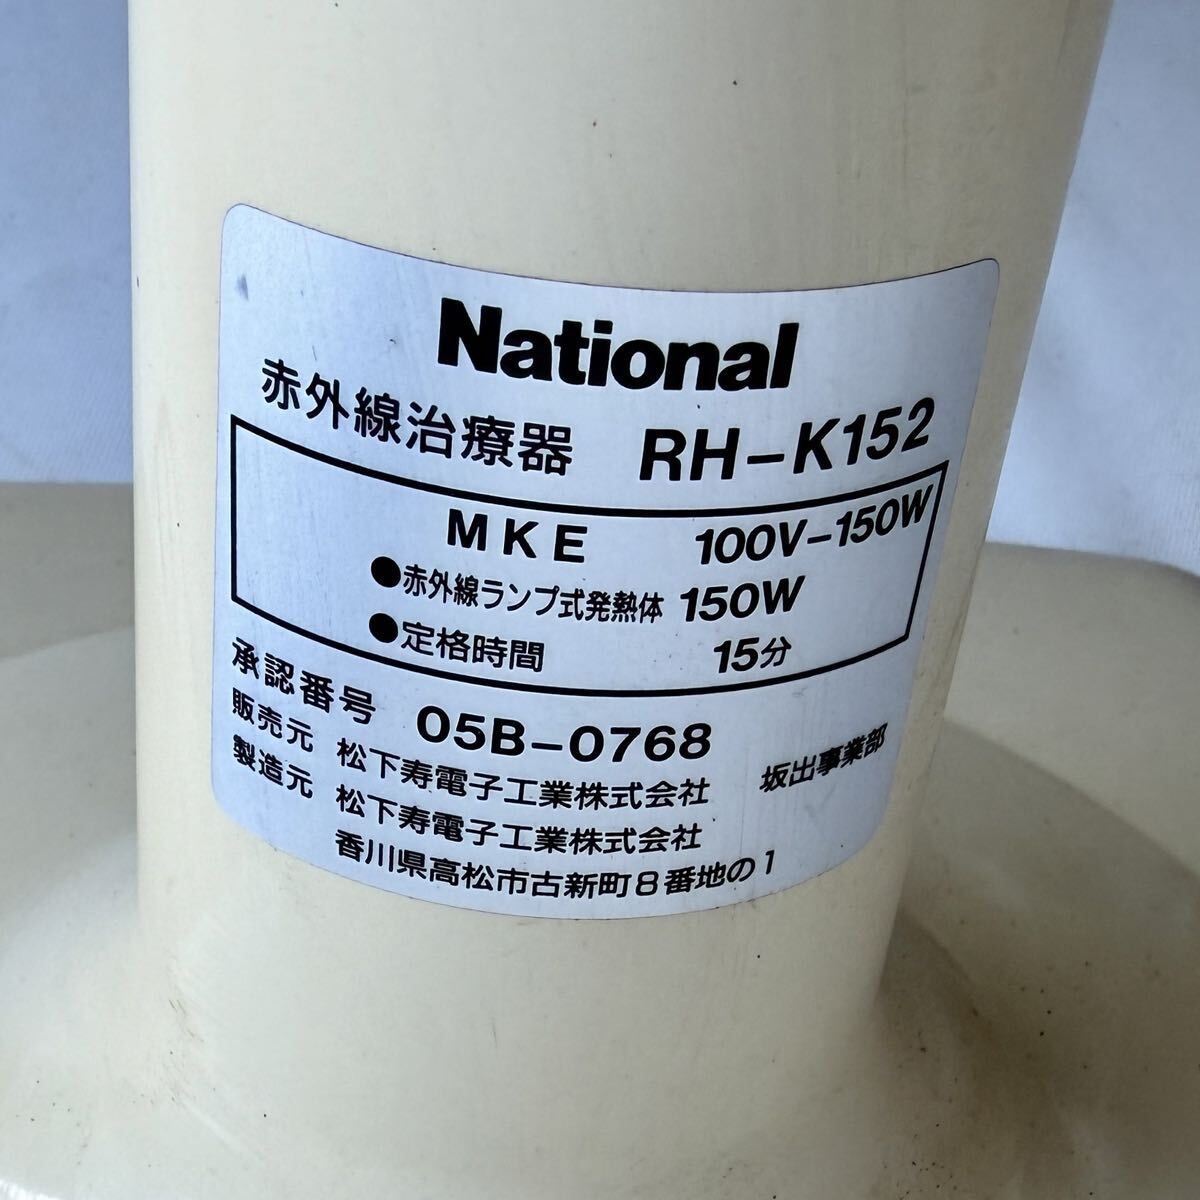 National
赤外線治療器 RH-K152
MKE 100V-150W
●赤外線ランプ式発熱体 150W
●定格時間 15分
承認番号 05B-0768
販売元 松下寿電子工業株式会社 坂出事業部
製造元 松下寿電子工業株式会社
香川県高松市古新町8番地の1